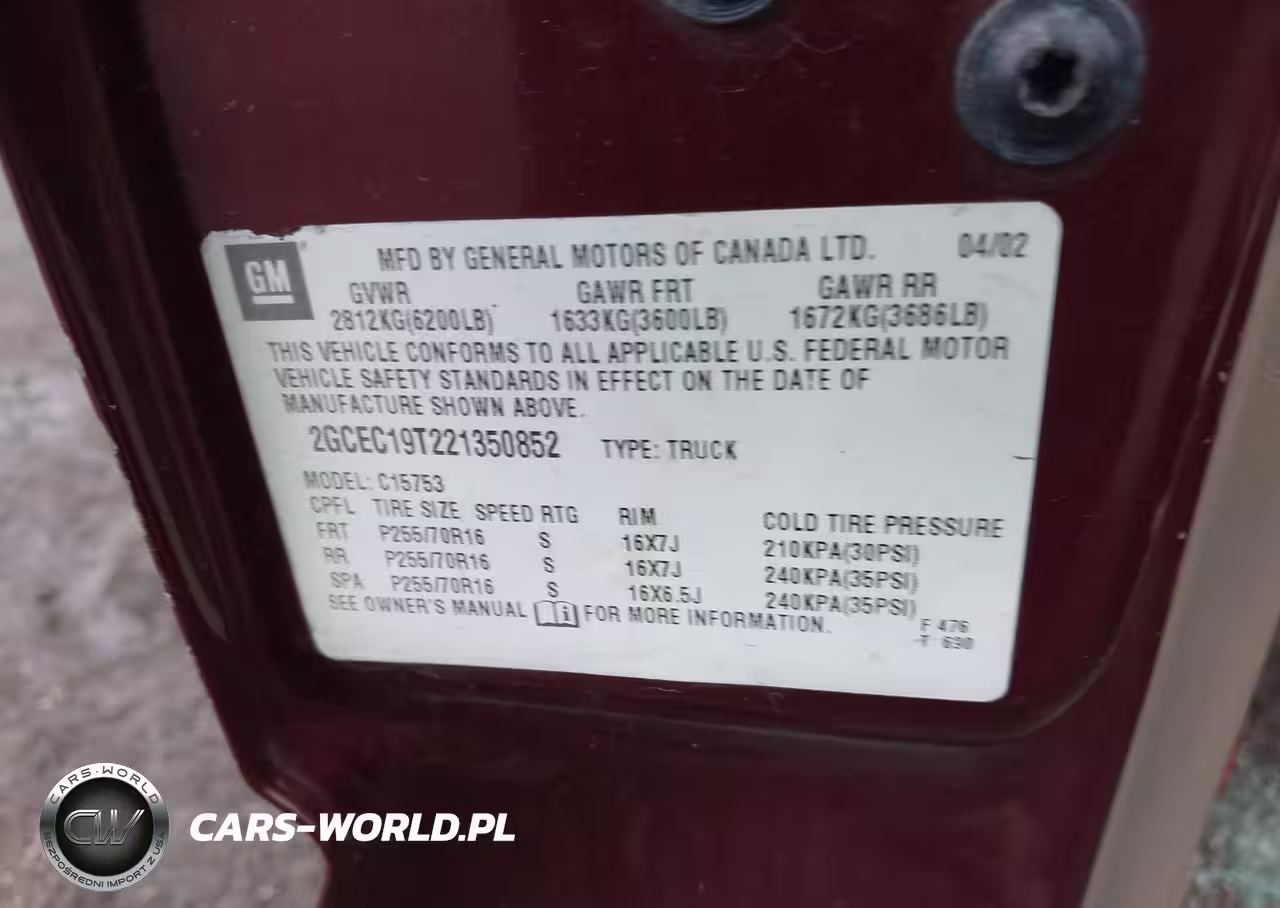 GM
MFD BY GENERAL MOTORS OF CANADA LTD. 04/02
GVWR GAWR FRT GAWR RR
2812KG(6200LB) 1633KG(3600LB) 1672KG(3686LB)
THIS VEHICLE CONFORMS TO ALL APPLICABLE U.S. FEDERAL MOTOR
VEHICLE SAFETY STANDARDS IN EFFECT ON THE DATE OF
MANUFACTURE SHOWN ABOVE.
2GCEC19T221350852 TYPE: TRUCK
MODEL: C15753
CPFL TIRE SIZE SPEED RTG RIM COLD TIRE PRESSURE
FRT P255/70R16 S 16X7J 210KPA(30PSI)
RR P255/70R16 S 16X7J 240KPA(35PSI)
SPA P255/70R16 S 16X6.5J 240KPA(35PSI)
SEE OWNER'S MANUAL FOR MORE INFORMATION.
F 476
T 690
CARS-WORLD
CW
BEZPOŚREDNI IMPORT Z USA
CARS-WORLD.PL